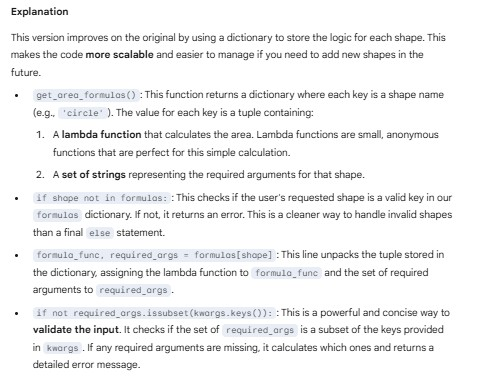 Explanation
This version improves on the original by using a dictionary to store the logic for each shape. This
makes the code more scalable and easier to manage if you need to add new shapes in the
future.
• get_area_formulas() : This function returns a dictionary where each key is a shape name
(e.g., 'circle' ). The value for each key is a tuple containing:
1. A lambda function that calculates the area. Lambda functions are small, anonymous
functions that are perfect for this simple calculation.
2. A set of strings representing the required arguments for that shape.
• if shape not in formulas: : This checks if the user's requested shape is a valid key in our
formulas dictionary. If not, it returns an error. This is a cleaner way to handle invalid shapes
than a final else statement.
• formula_func, required_args = formulas[shape] : This line unpacks the tuple stored in
the dictionary, assigning the lambda function to formula_func and the set of required
arguments to required_args .
• if not required_args.issubset(kwargs.keys()): : This is a powerful and concise way to
validate the input. It checks if the set of required_args is a subset of the keys provided
in kwargs . If any required arguments are missing, it calculates which ones and returns a
detailed error message.